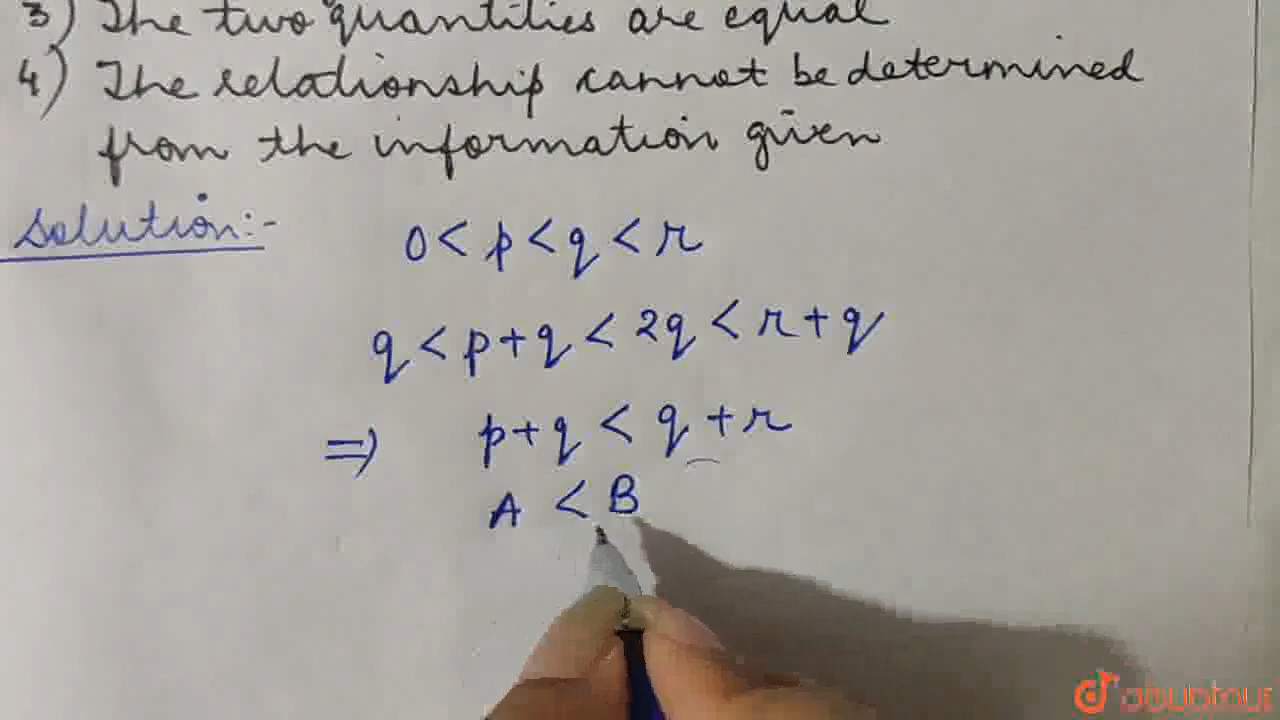 3) The two quantities are equal
4) The relationship cannot be determined
from the information given
Solution:-
0 < p < q < r
q < p + q < 2q < r + q
⇒ p + q < q + r
A < B
doubtnut